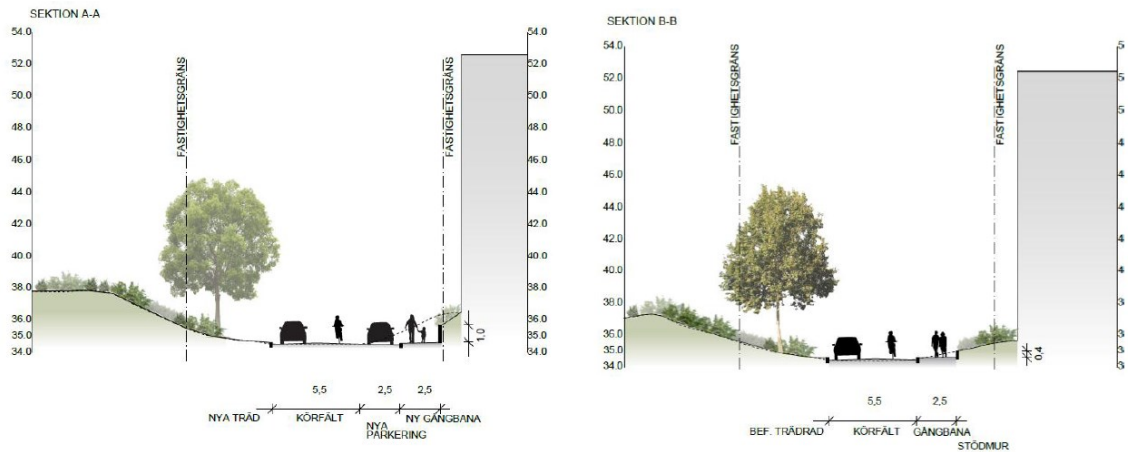 SEKTION A-A
54.0
52.0
50.0
48.0
46.0
44.0
42.0
40.0
38.0
36.0
35.0
34.0
FASTIGHETSGRÄNS
FASTIGHETSGRÄNS
54.0
52.0
50.0
48.0
46.0
44.0
42.0
40.0
38.0
36.0
35.0
34.0
1,0
5,5
2,5
2,5
NYA TRÄD
KÖRFÄLT
NYA
PARKERING
NY GÅNGBANA
SEKTION B-B
54.0
52.0
50.0
48.0
46.0
44.0
42.0
40.0
38.0
36.0
35.0
34.0
FASTIGHETSGRÄNS
FASTIGHETSGRÄNS
0,4
5,5
2,5
BEF. TRÄDRAD
KÖRFÄLT
GÅNGBANA
STÖDMUR